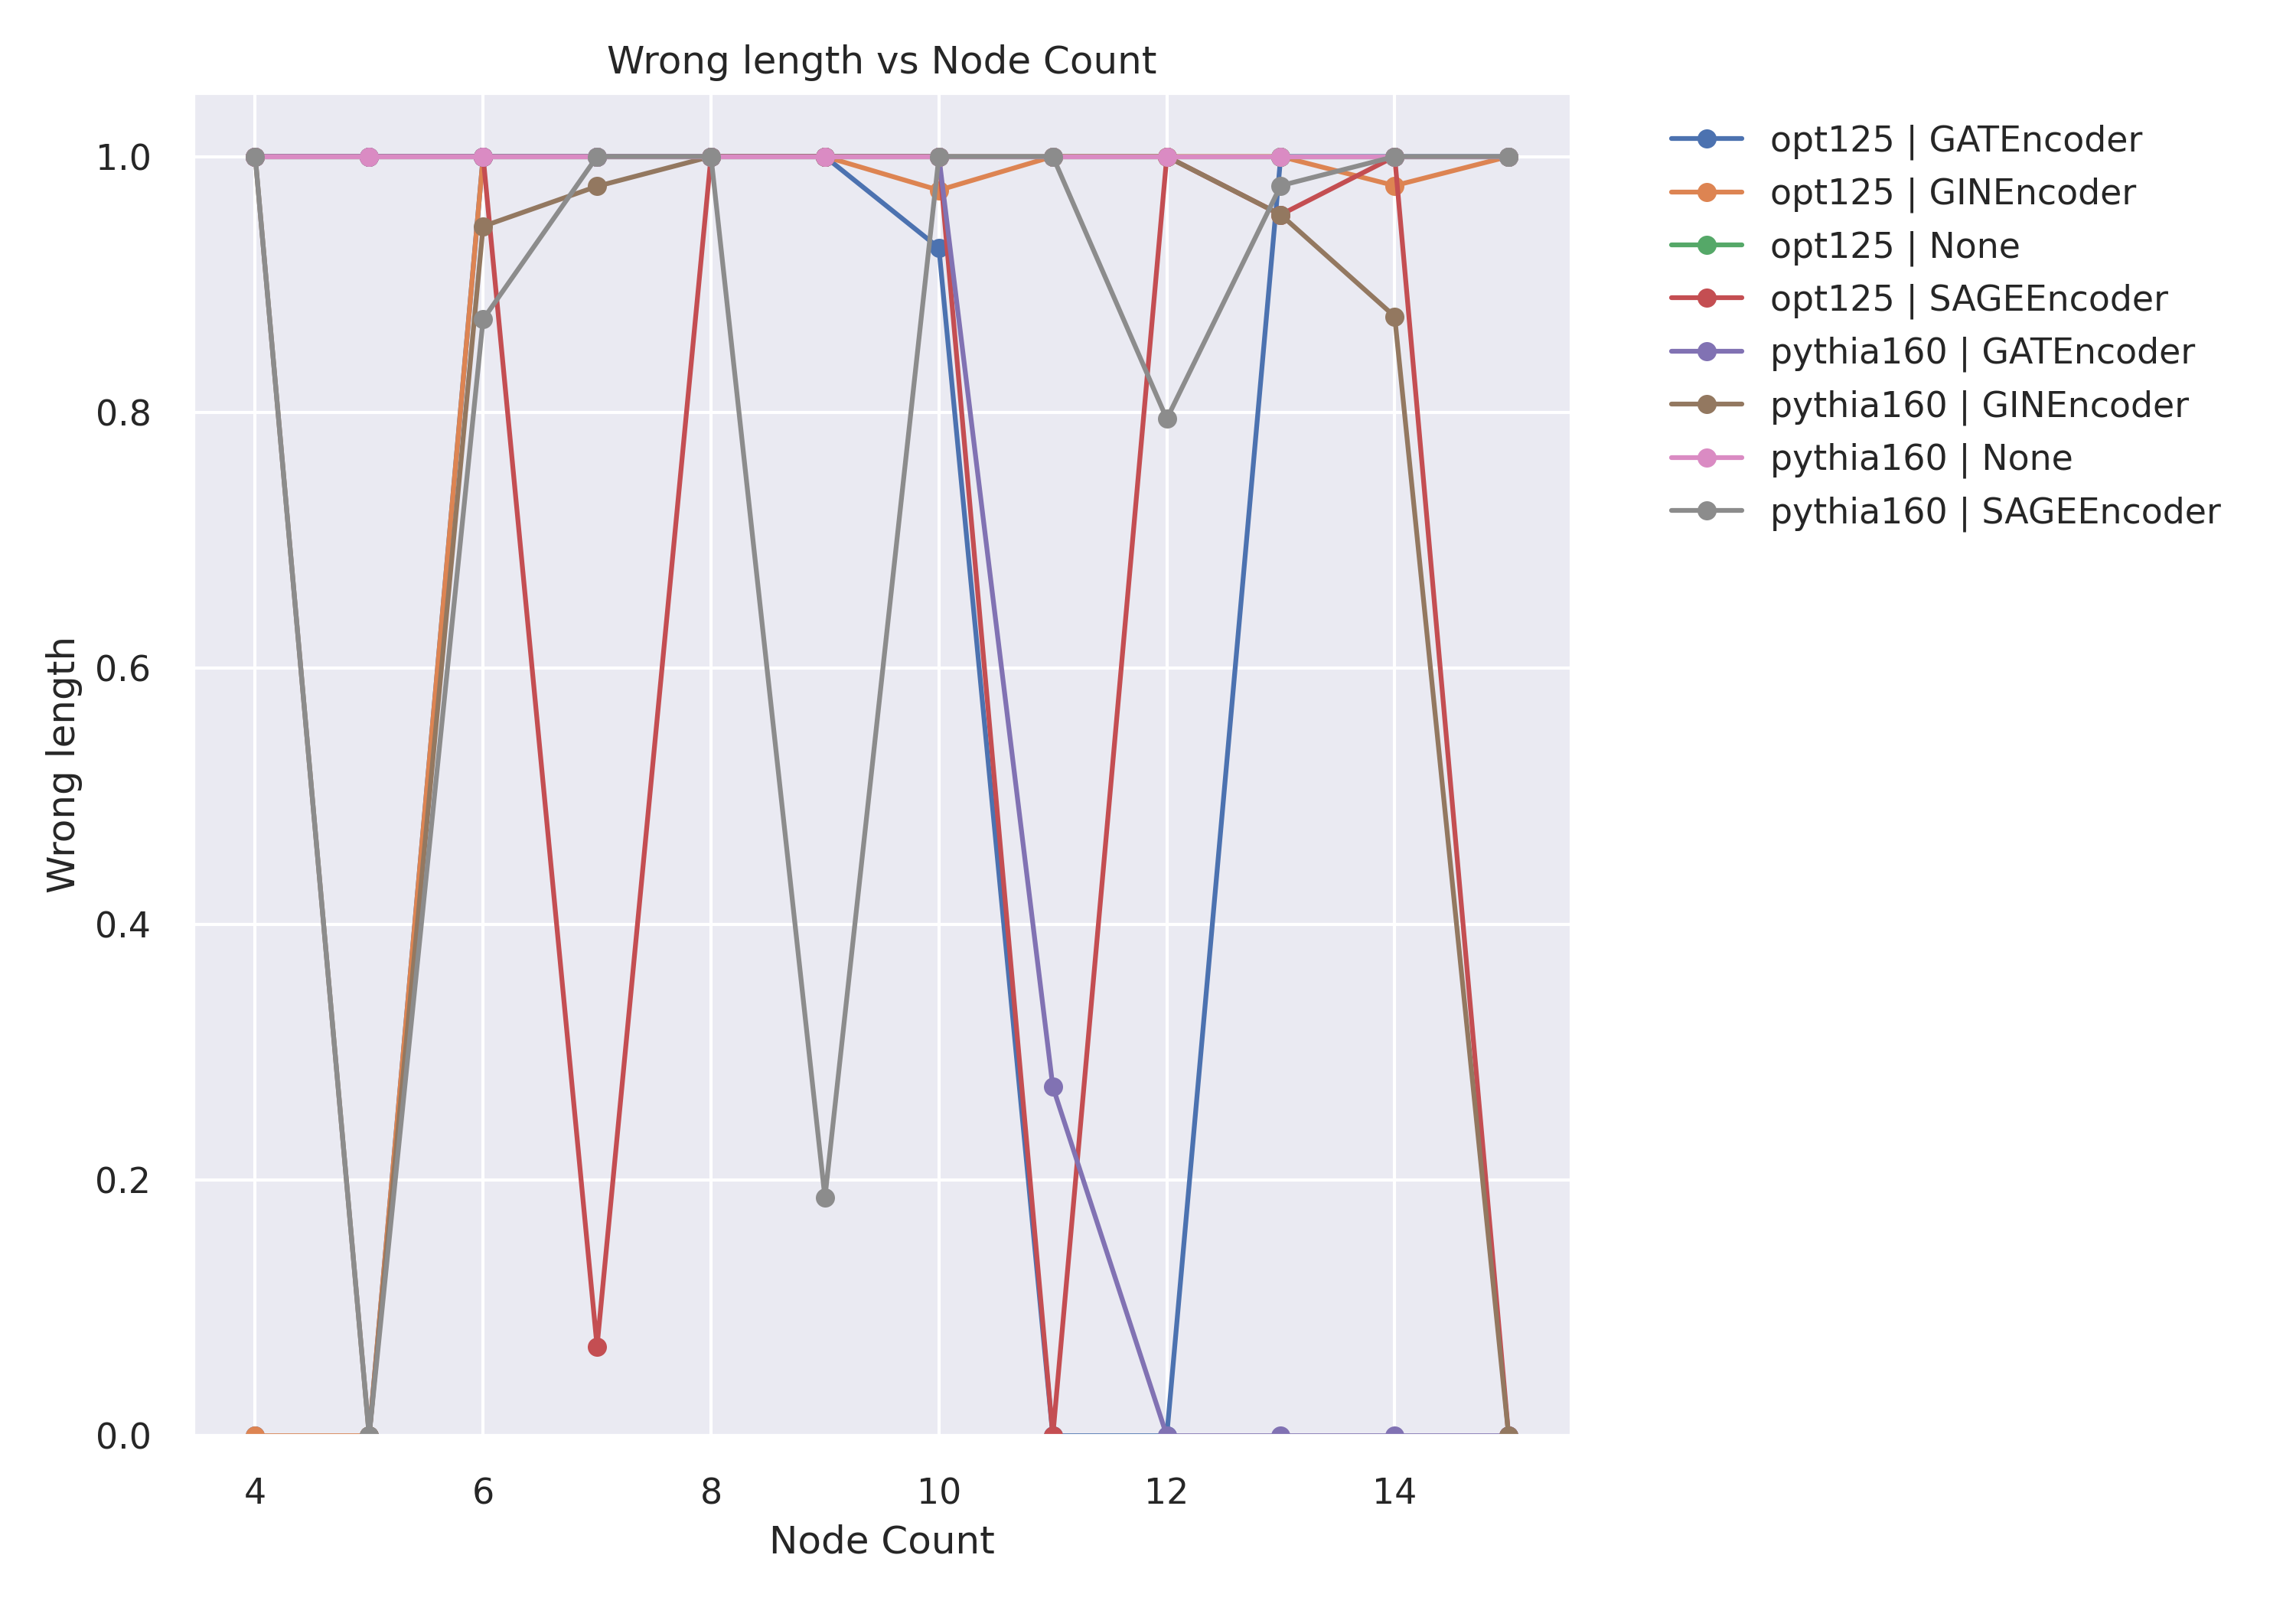 Wrong length vs Node Count
1.0
0.8
0.6
0.4
0.2
0.0
Wrong length
4 6 8 10 12 14
Node Count
opt125 | GATEncoder
opt125 | GINEncoder
opt125 | None
opt125 | SAGEEncoder
pythia160 | GATEncoder
pythia160 | GINEncoder
pythia160 | None
pythia160 | SAGEEncoder